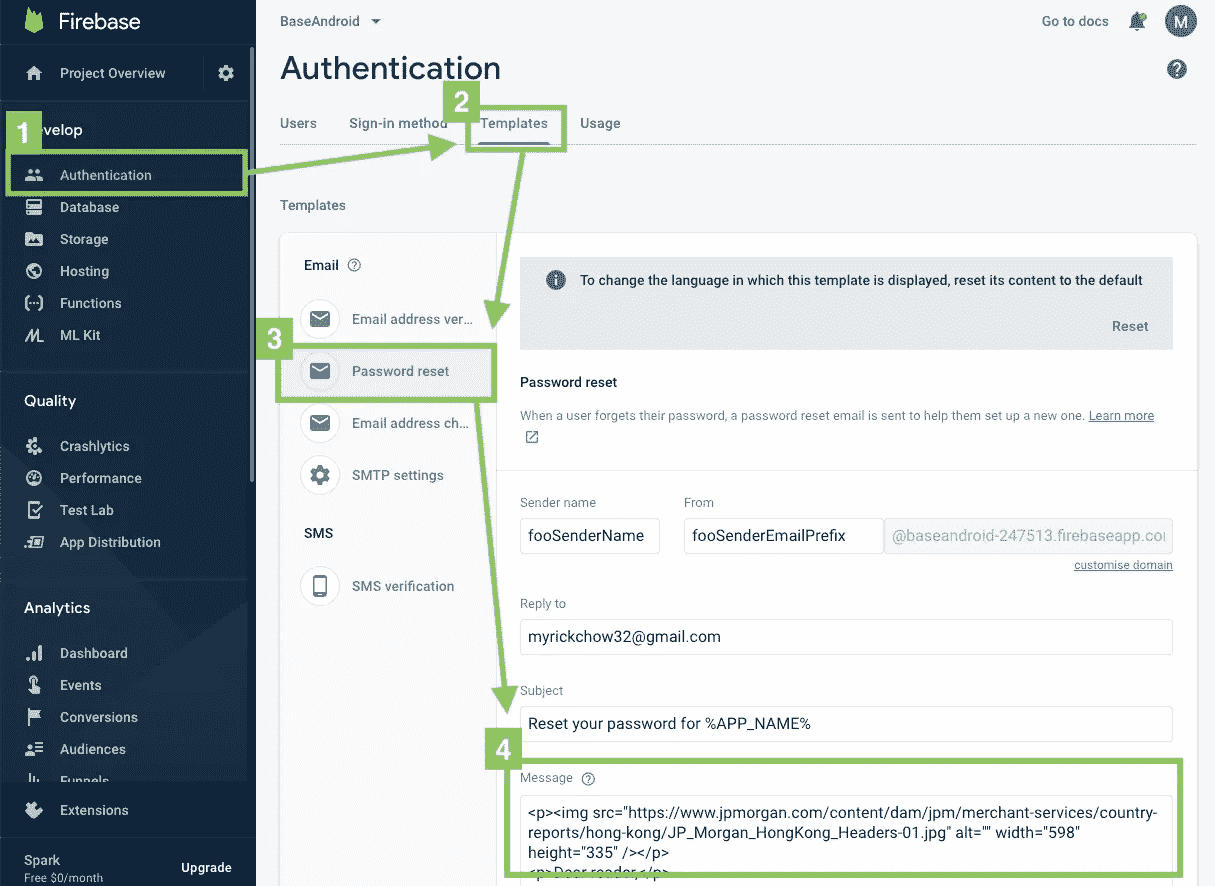 Firebase
BaseAndroid
Go to docs
M
Project Overview
Authentication
?
2
Users
Sign-in method
Templates
Usage
1
velop
Authentication
Database
Storage
Hosting
Functions
ML Kit
Quality
Crashlytics
Performance
Test Lab
App Distribution
Analytics
Dashboard
Events
Conversions
Audiences
Funnels
Extensions
Spark
Free $0/month
Upgrade
Templates
Email ?
Email address ver...
3
Password reset
Email address ch...
SMTP settings
SMS
SMS verification
To change the language in which this template is displayed, reset its content to the default
Reset
Password reset
When a user forgets their password, a password reset email is sent to help them set up a new one. Learn more
Sender name
From
fooSenderName
fooSenderEmailPrefix
@baseandroid-247513.firebaseapp.co
customise domain
Reply to
myrickchow32@gmail.com
Subject
Reset your password for %APP_NAME%
4
Message ?
<p><img src="https://www.jpmorgan.com/content/dam/jpm/merchant-services/country-
reports/hong-kong/JP_Morgan_HongKong_Headers-01.jpg" alt="" width="598"
height="335" /></p>
<p>Dear reader,</p>